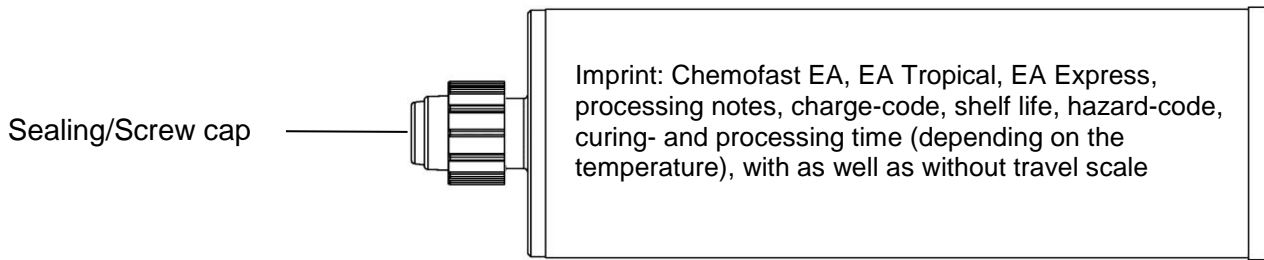 Imprint: Chemofast EA, EA Tropical, EA Express,
processing notes, charge-code, shelf life, hazard-code,
curing- and processing time (depending on the
temperature), with as well as without travel scale
Sealing/Screw cap